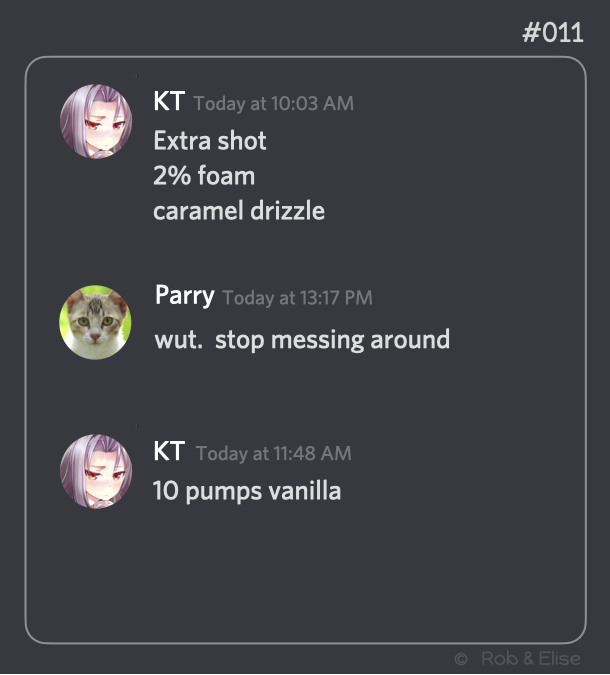 #011
KT Today at 10:03 AM
Extra shot
2% foam
caramel drizzle
Parry Today at 13:17 PM
wut.  stop messing around
KT Today at 11:48 AM
10 pumps vanilla
© Rob & Elise